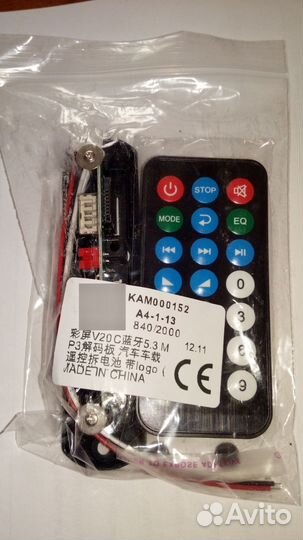 STOP
MODE
EQ
0
3
6
9
KAM000152
A4-1-13
840/2000
彩屏V20C蓝牙5.3 M 12.11
P3解码板 汽车车载
遥控拆电池 带logo (
MADE IN CHINA
Avito